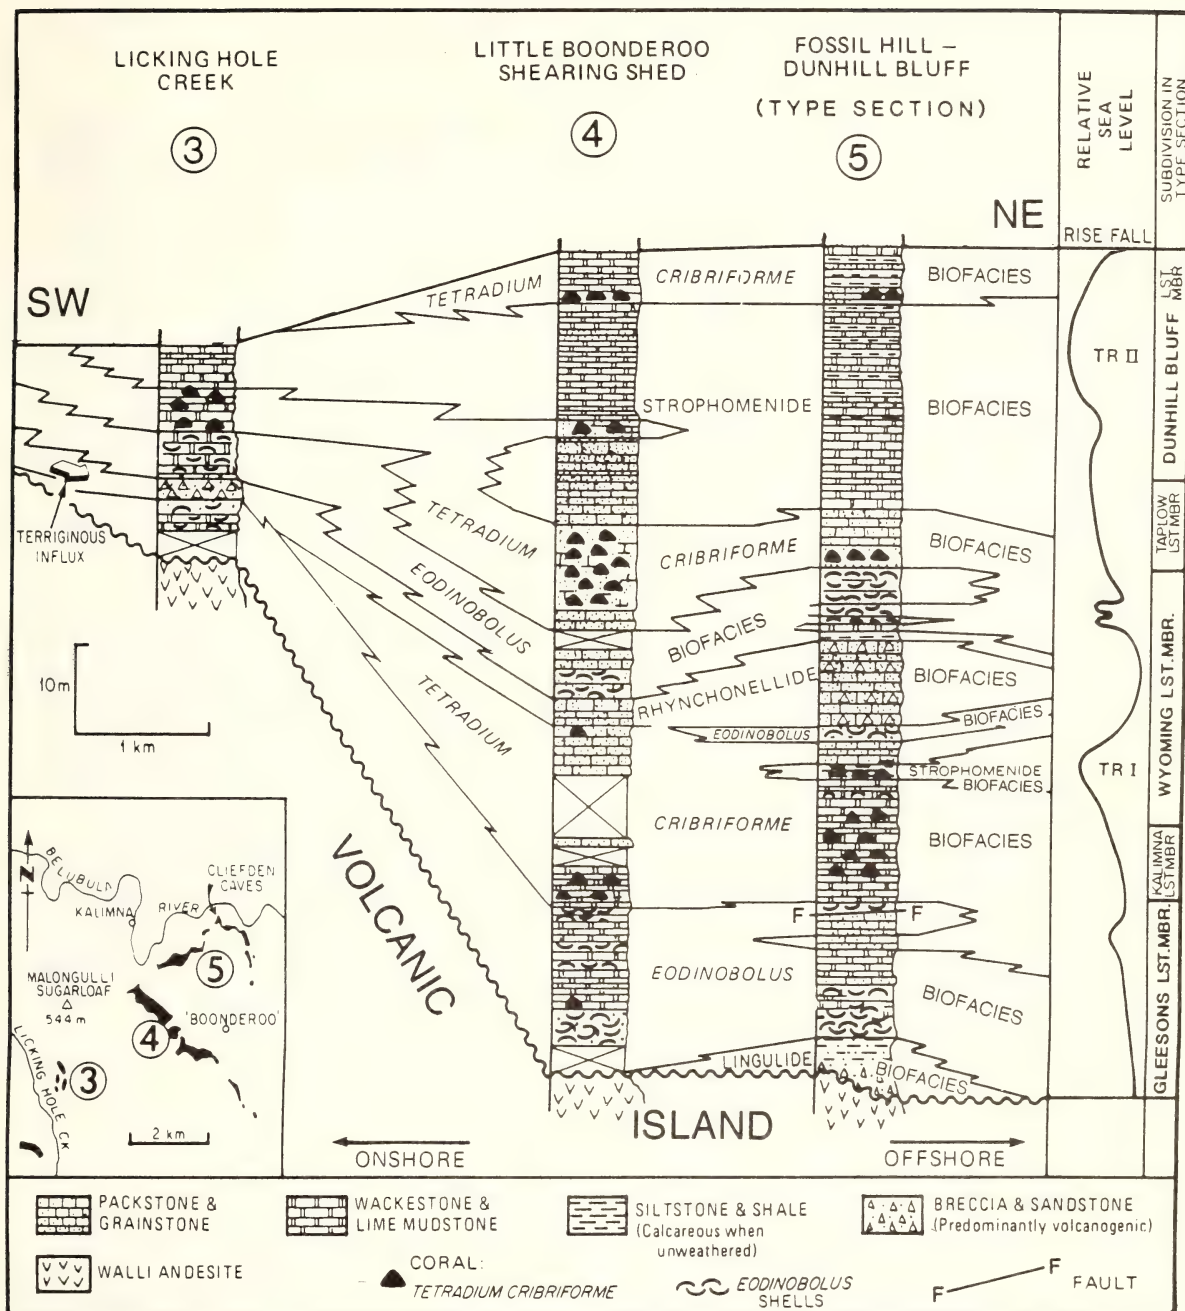 LICKING HOLE
CREEK
3
LITTLE BOONDEROO
SHEARING SHED
4
FOSSIL HILL –
DUNHILL BLUFF
(TYPE SECTION)
5
RELATIVE
SEA
LEVEL
SUBDIVISION IN
TYPE SECTION
RISE FALL
SW
NE
TETRADIUM
CRIBRIFORME
BIOFACIES
STROPHOMENIDE
BIOFACIES
TETRADIUM
CRIBRIFORME
BIOFACIES
EODINOBOLUS
BIOFACIES
RHYNCHONELLIDE
BIOFACIES
EODINOBOLUS
BIOFACIES
STROPHOMENIDE
BIOFACIES
TETRADIUM
CRIBRIFORME
BIOFACIES
F
F
EODINOBOLUS
BIOFACIES
LINGULIDE
BIOFACIES
TR II
TR I
DUNHILL BLUFF LST.
MBR
TAPLOW
LST.MBR
WYOMING LST.MBR.
KALIMNA
LST.MBR
GLEESONS LST.MBR.
TERRIGINOUS
INFLUX
10m
1 km
VOLCANIC
ISLAND
ONSHORE
OFFSHORE
N
BELUBULA
RIVER
KALIMNA
CLIEFDEN
CAVES
5
MALONGULLI
SUGARLOAF
544 m
4
'BOONDEROO'
3
LICKING HOLE CK
2 km
PACKSTONE &
GRAINSTONE
WACKESTONE &
LIME MUDSTONE
SILTSTONE & SHALE
(Calcareous when
unweathered)
BRECCIA & SANDSTONE
(Predominantly volcanogenic)
WALLI ANDESITE
CORAL:
TETRADIUM CRIBRIFORME
EODINOBOLUS
SHELLS
F
F
FAULT